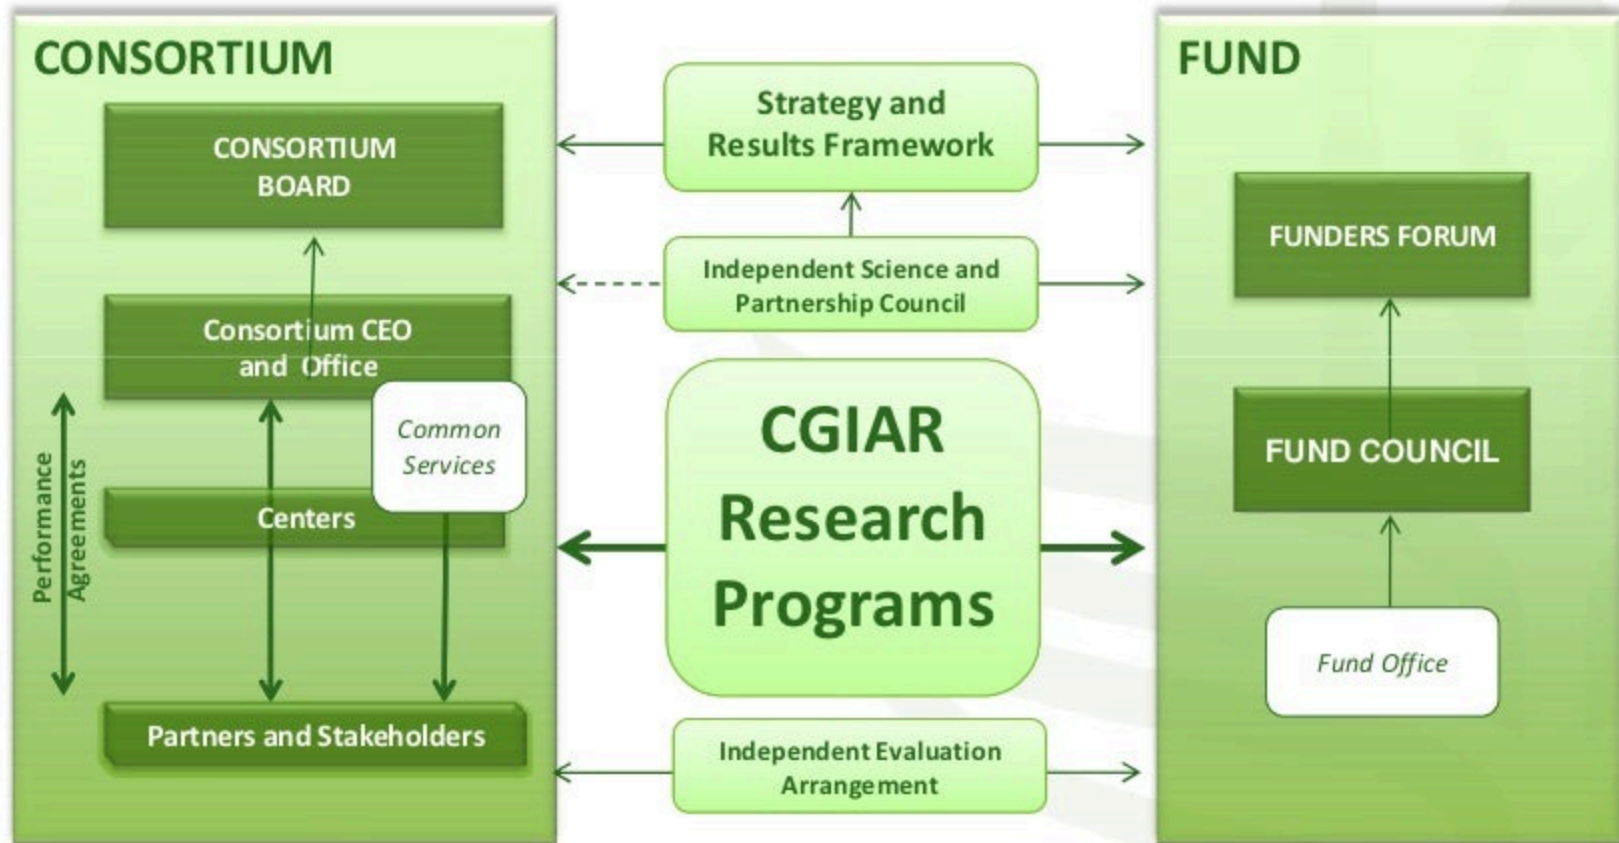 CONSORTIUM
CONSORTIUM
BOARD
Consortium CEO
and Office
Common
Services
Performance
Agreements
Centers
Partners and Stakeholders
Strategy and
Results Framework
Independent Science and
Partnership Council
CGIAR
Research
Programs
Independent Evaluation
Arrangement
FUND
FUNDERS FORUM
FUND COUNCIL
Fund Office